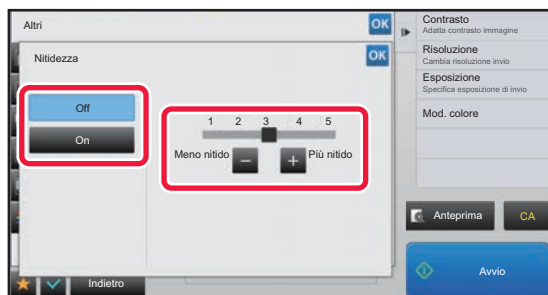 Altri
OK
Nitidezza
OK
Off
On
1 2 3 4 5
Meno nitido
Più nitido
Contrasto
Adatta contrasto immagine
Risoluzione
Cambia risoluzione invio
Esposizione
Specifica esposizione di invio
Mod. colore
Anteprima
CA
Indietro
Avvio